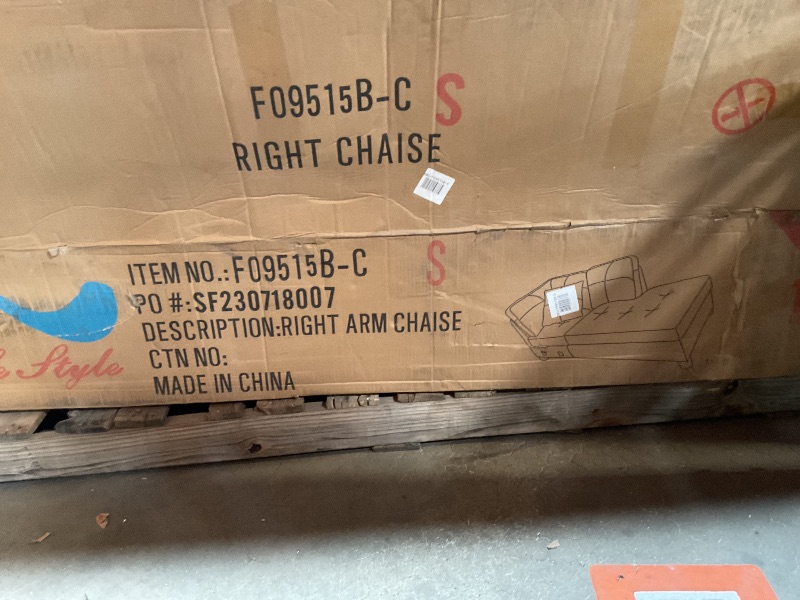 F09515B-C S
RIGHT CHAISE
ITEM NO.:F09515B-C S
PO #:SF230718007
DESCRIPTION:RIGHT ARM CHAISE
CTN NO:
MADE IN CHINA
Style